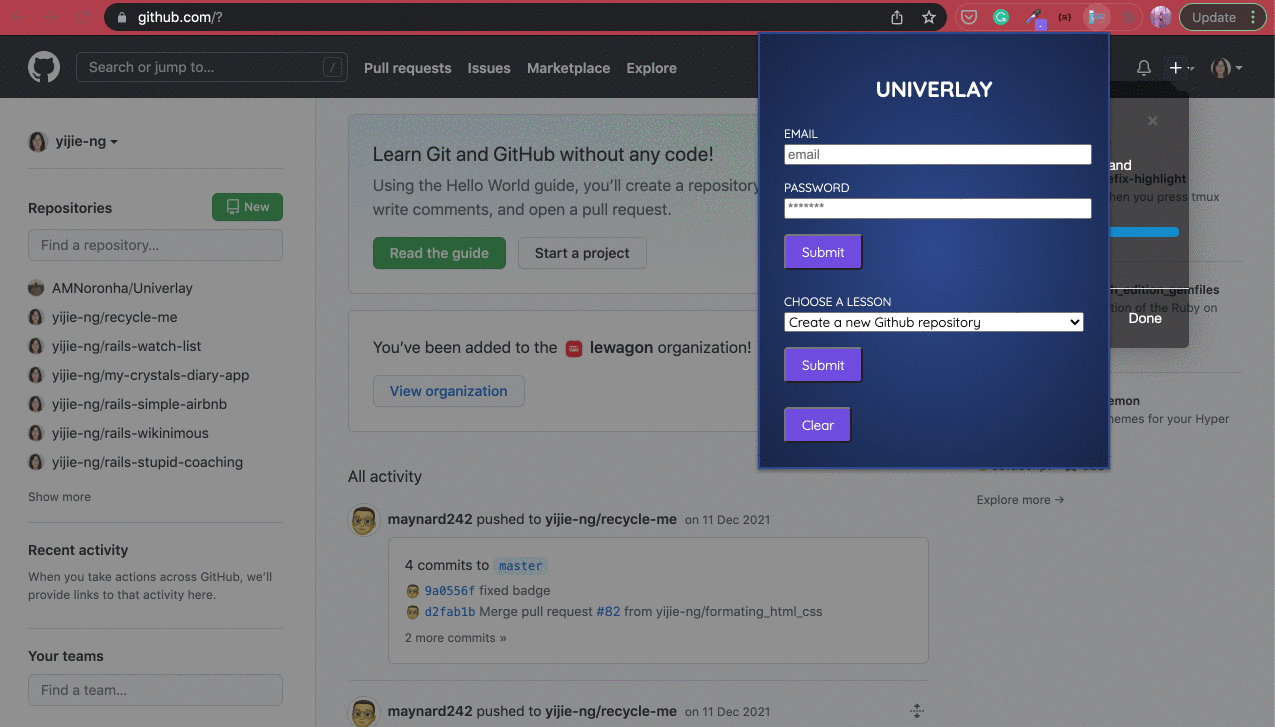 github.com/?
Update
Search or jump to...
/
Pull requests
Issues
Marketplace
Explore
yijie-ng
Repositories
New
Find a repository...
AMNoronha/Univerlay
yijie-ng/recycle-me
yijie-ng/rails-watch-list
yijie-ng/my-crystals-diary-app
yijie-ng/rails-simple-airbnb
yijie-ng/rails-wikinimous
yijie-ng/rails-stupid-coaching
Show more
Recent activity
When you take actions across GitHub, we'll
provide links to that activity here.
Your teams
Find a team...
Learn Git and GitHub without any code!
Using the Hello World guide, you'll create a repository
write comments, and open a pull request.
Read the guide
Start a project
You've been added to the lewagon organization!
View organization
All activity
maynard242 pushed to yijie-ng/recycle-me on 11 Dec 2021
4 commits to master
9a0556f fixed badge
d2fab1b Merge pull request #82 from yijie-ng/formating_html_css
2 more commits »
maynard242 pushed to yijie-ng/recycle-me on 11 Dec 2021
UNIVERLAY
EMAIL
email
PASSWORD
*******
Submit
CHOOSE A LESSON
Create a new Github repository
Submit
Clear
×
and
efix-highlight
hen you press tmux
h_edition_gemfiles
tion of the Ruby on
Done
emon
hemes for your Hyper
Explore more →